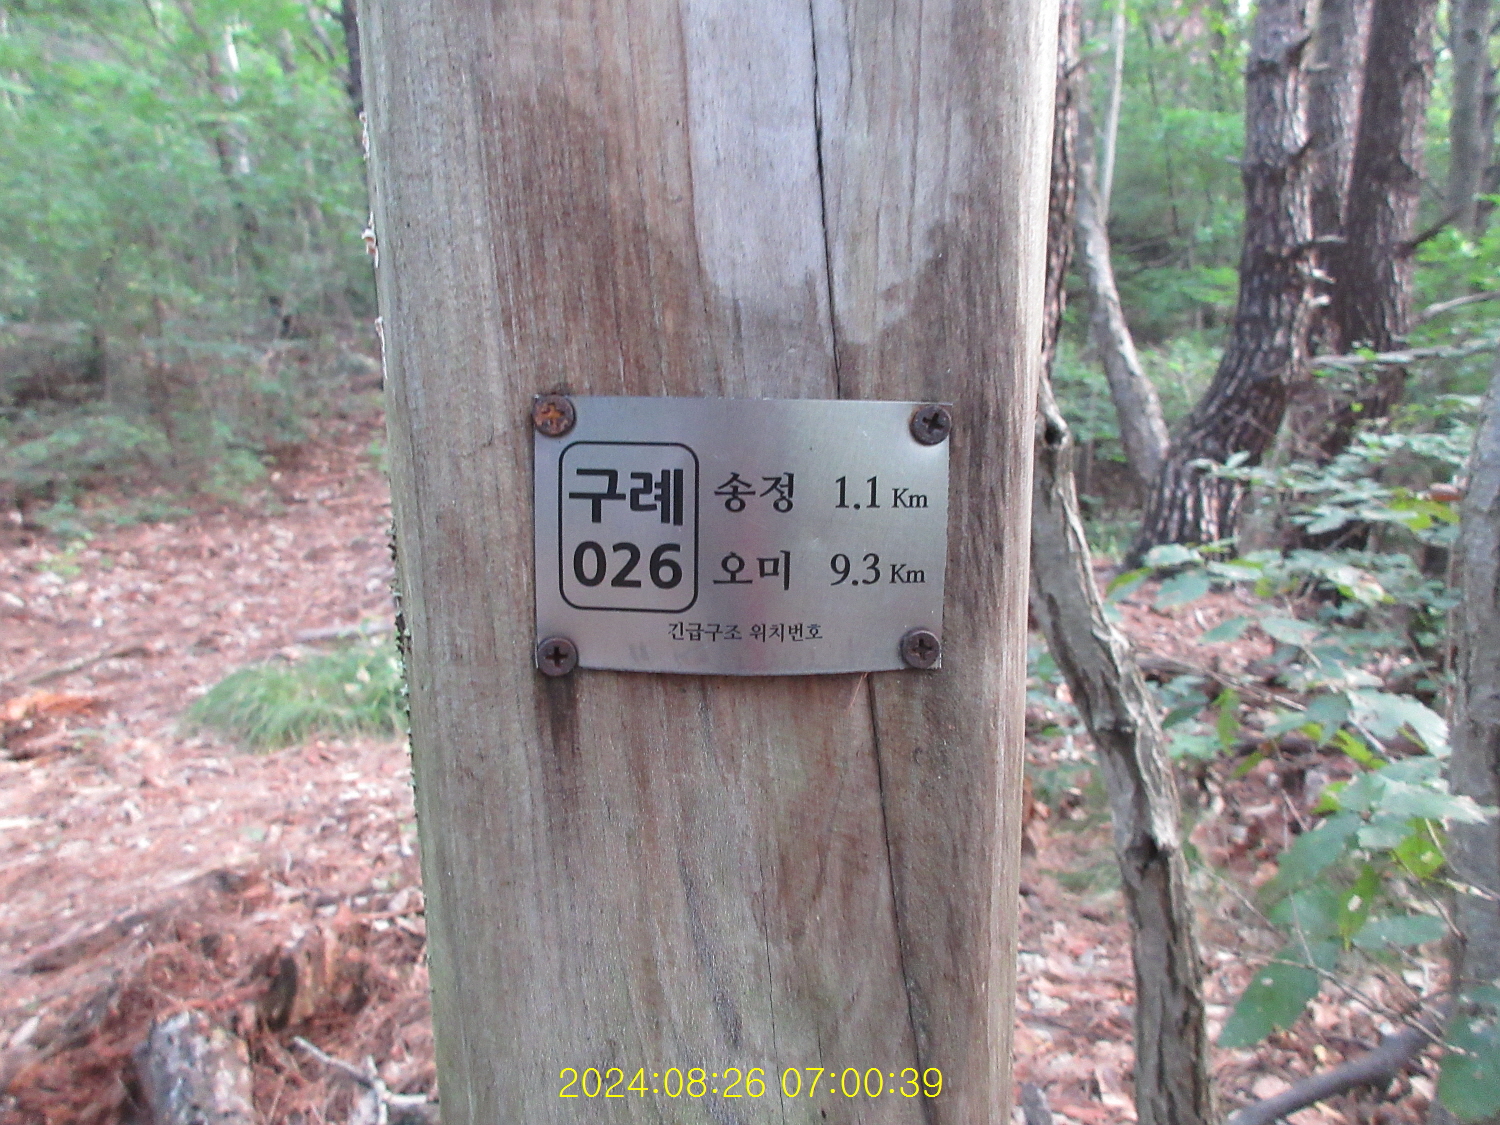 구례
026
송정 1.1 Km
오미 9.3 Km
긴급구조 위치번호
2024:08:26 07:00:39